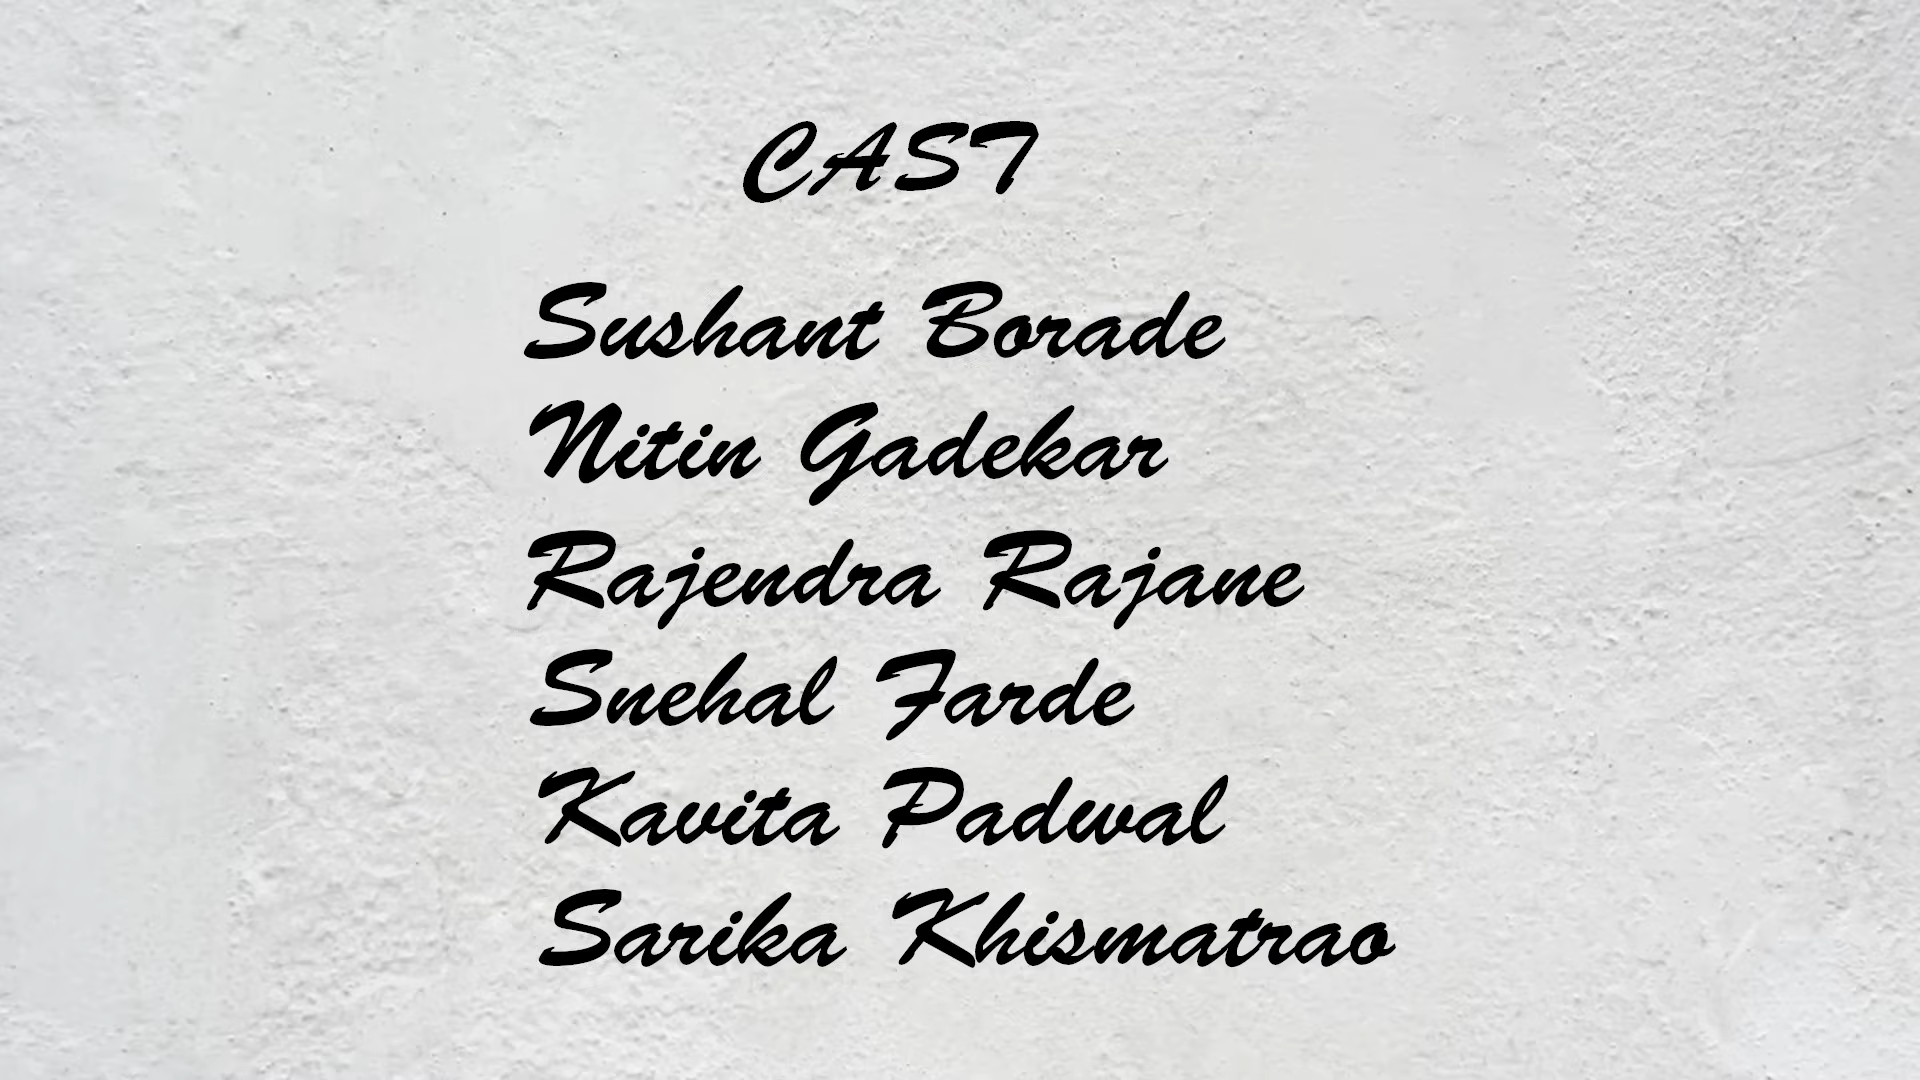 CAST
Sushant Borade
Nitin Gadekar
Rajendra Rajane
Snehal Farde
Kavita Padwal
Sarika Khismatrao